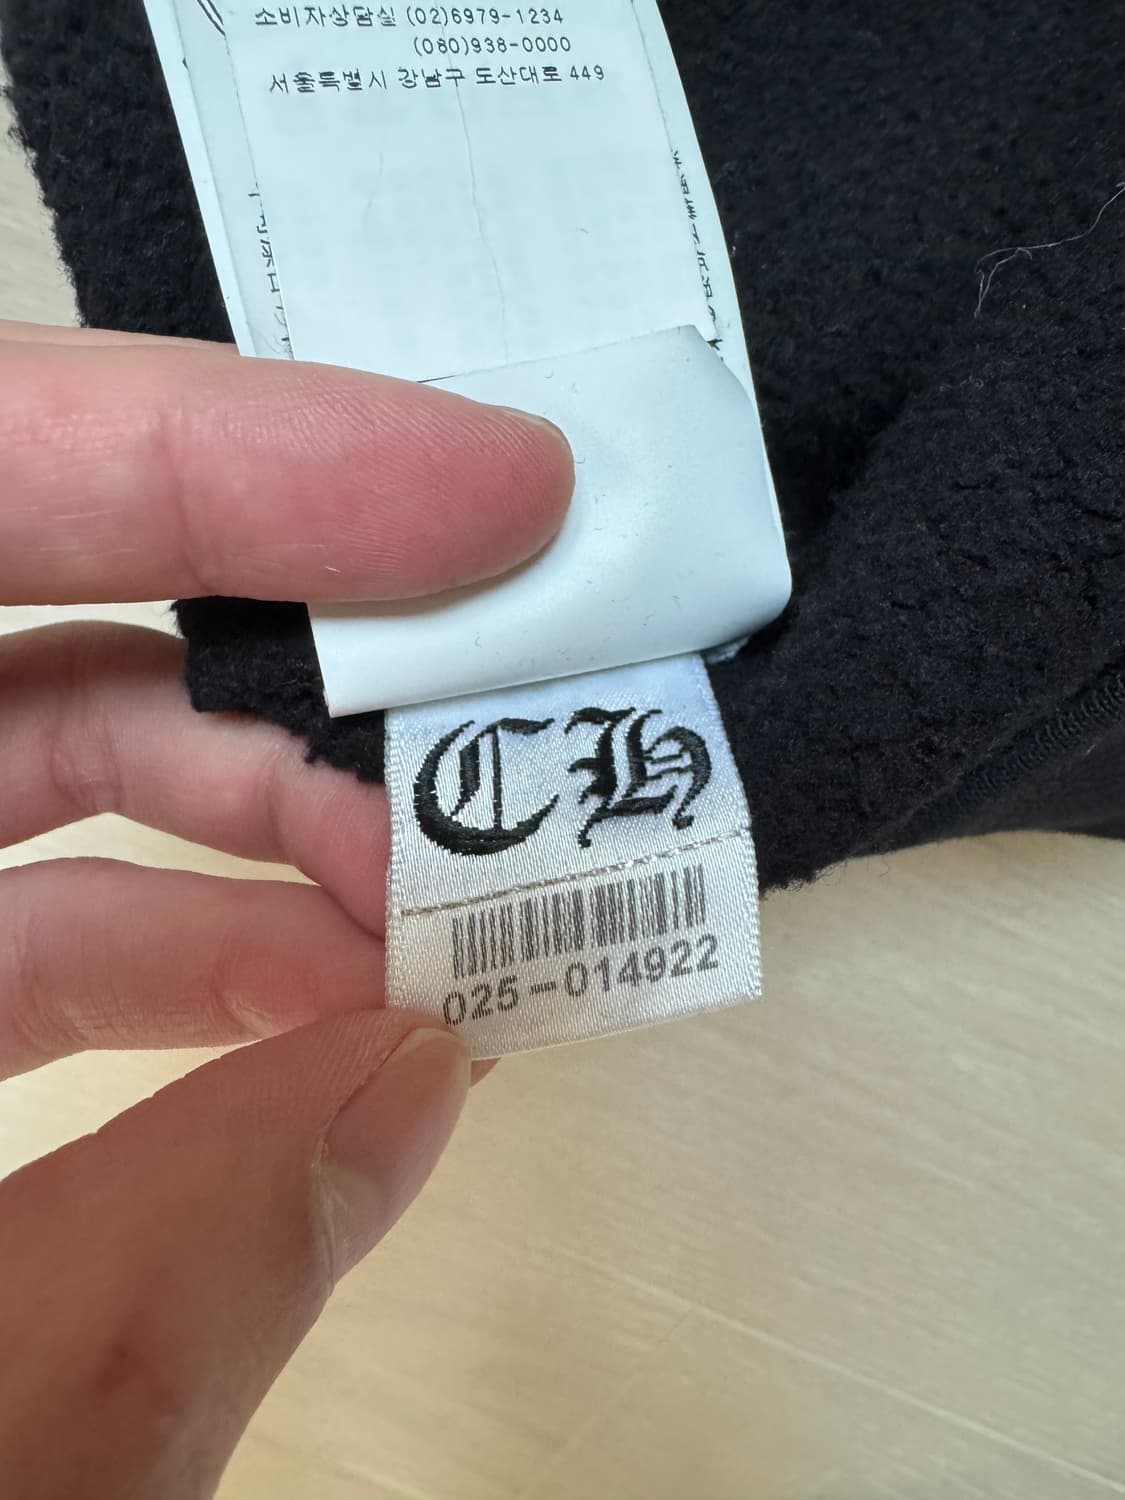 소비자상담실 (02)6979-1234
(080)938-0000
서울특별시 강남구 도산대로 449
CH
025-014922